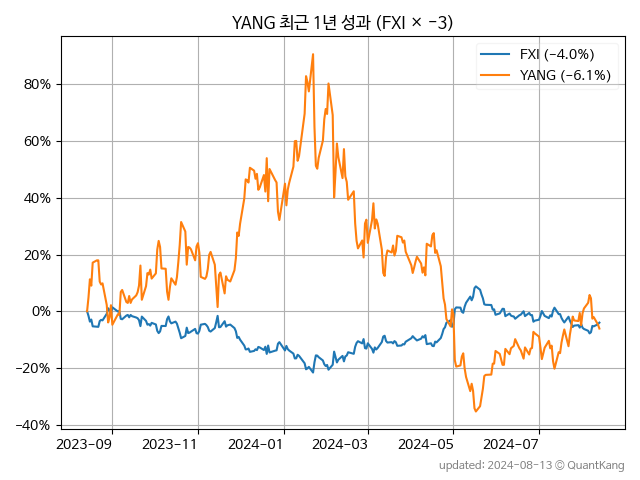 YANG 최근 1년 성과 (FXI × −3)
FXI (−4.0%)
YANG (−6.1%)
80%
60%
40%
20%
0%
−20%
−40%
2023−09 2023−11 2024−01 2024−03 2024−05 2024−07
updated: 2024-08-13 ⓒ QuantKang